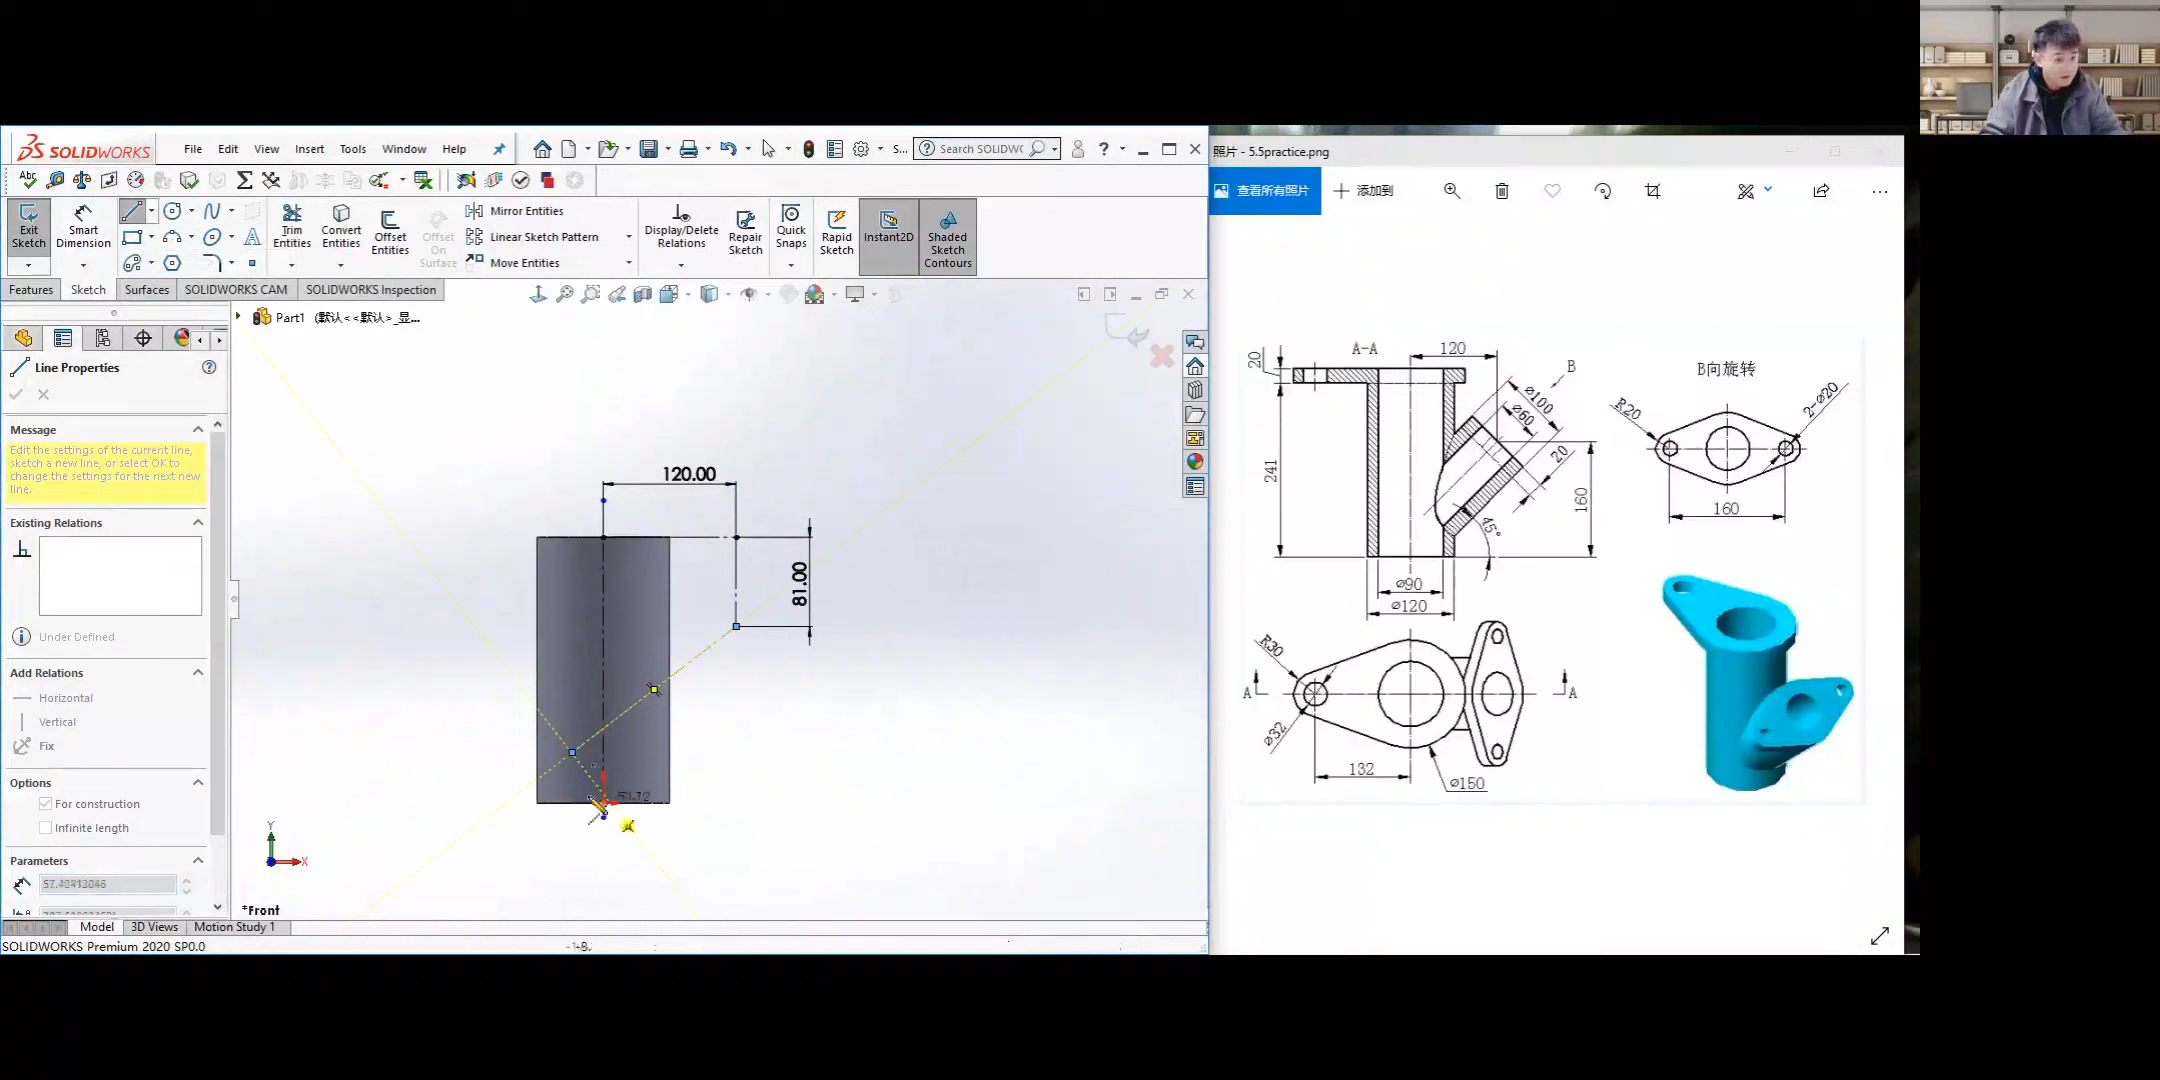 SOLIDWORKS
File Edit View Insert Tools Window Help
S...
Search SOLIDWO
Exit Sketch
Smart Dimension
Trim Entities
Convert Entities
Offset Entities
Offset On Surface
Mirror Entities
Linear Sketch Pattern
Move Entities
Display/Delete Relations
Repair Sketch
Quick Snaps
Rapid Sketch
Instant2D
Shaded Sketch Contours
Features Sketch Surfaces SOLIDWORKS CAM SOLIDWORKS Inspection
Part1 (默认<<默认>_显...
Line Properties
Message
Edit the settings of the current line,
sketch a new line, or select OK to
change the settings for the next new
line.
Existing Relations
Under Defined
Add Relations
Horizontal
Vertical
Fix
Options
For construction
Infinite length
Parameters
120.00
81.00
Y
X
*Front
Model 3D Views Motion Study 1
SOLIDWORKS Premium 2020 SP0.0
照片 - 5.5practice.png
查看所有照片
添加到
A-A
120
20
B
⌀100
⌀60
20
241
160
45°
⌀90
⌀120
B向旋转
R20
2-⌀20
160
R30
A
A
⌀32
132
⌀150